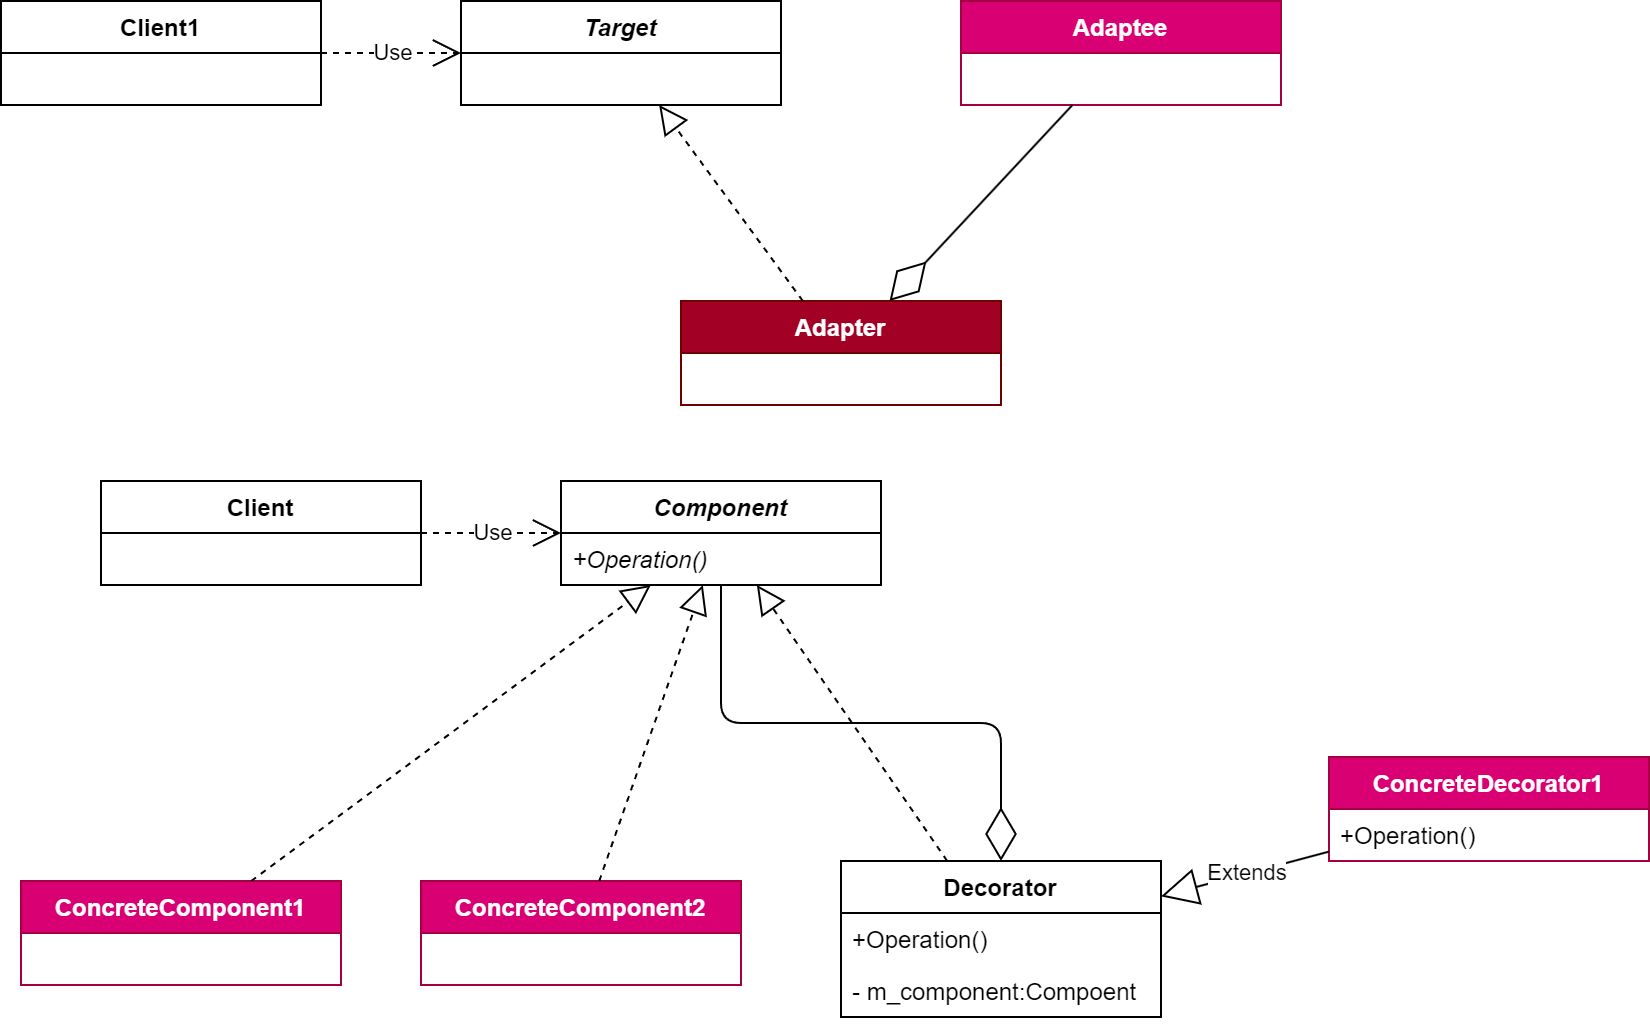 Client1
Use
Target
Adaptee
Adapter
Client
Use
Component
+Operation()
ConcreteComponent1
ConcreteComponent2
Decorator
+Operation()
- m_component:Compoent
Extends
ConcreteDecorator1
+Operation()